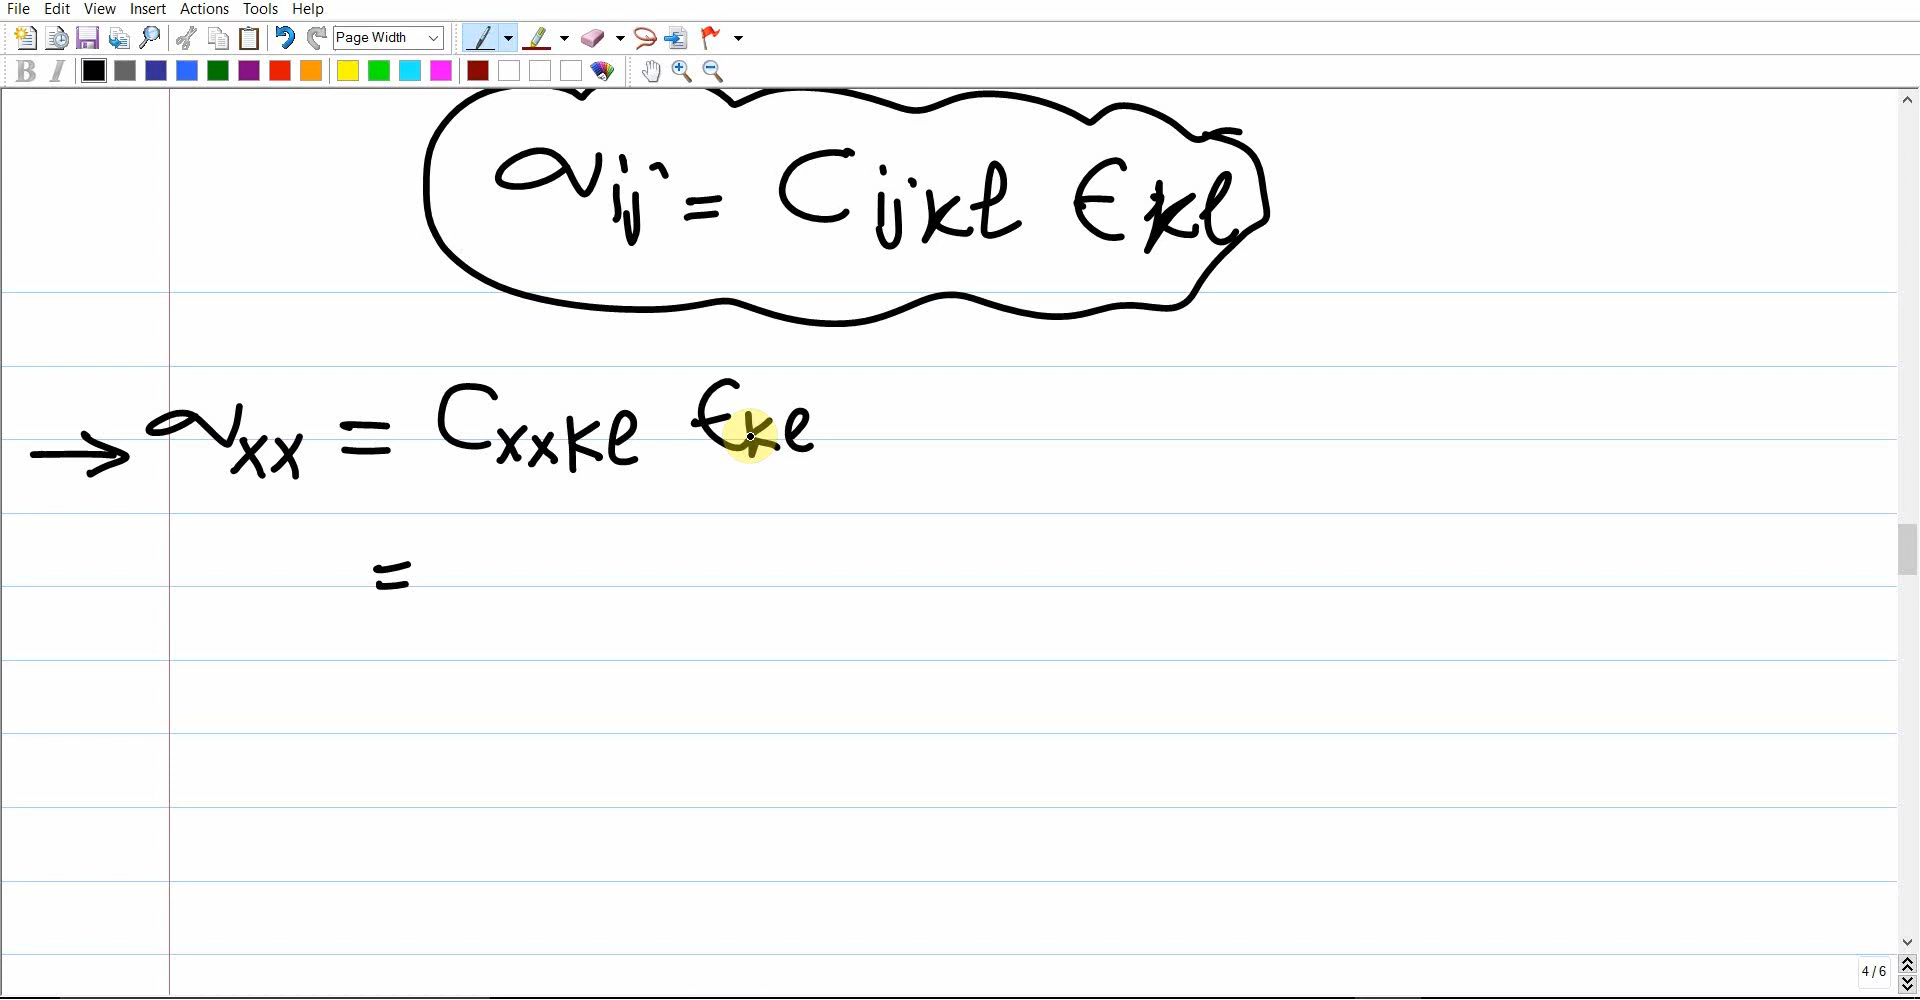 File Edit View Insert Actions Tools Help
Page Width
B I
σij = Cijkl ϵkl
→ σxx = Cxxkl ϵkl
=
4 / 6